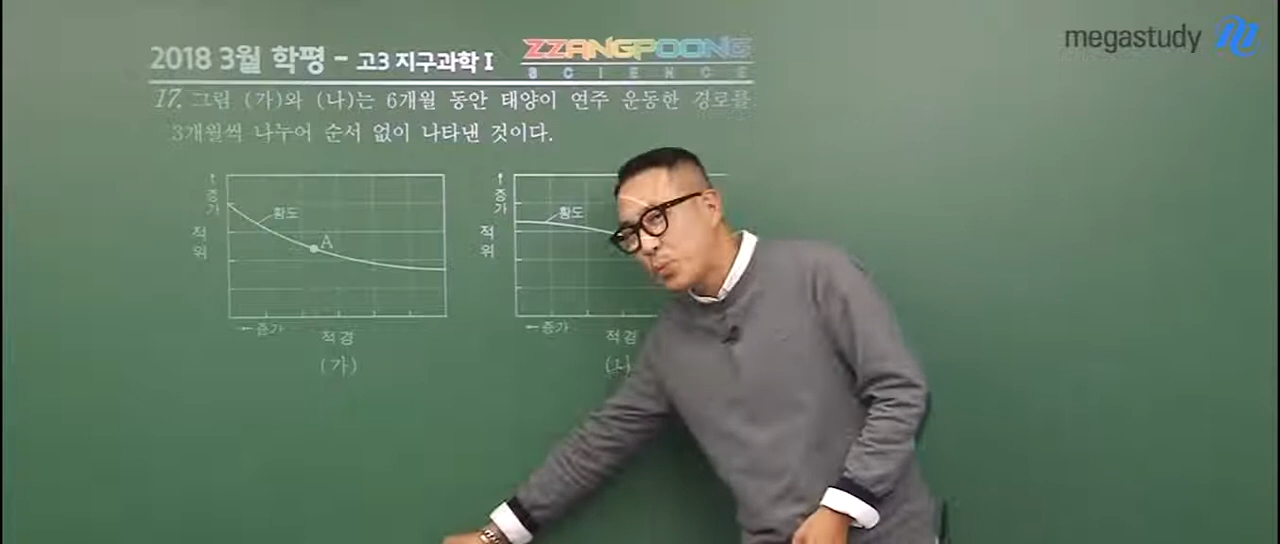 megastudy
2018 3월 학평 - 고3 지구과학 I
ZZANGPOONG
SCIENCE
17. 그림 (가)와 (나)는 6개월 동안 태양이 연주 운동한 경로를
3개월씩 나누어 순서 없이 나타낸 것이다.
↑증가
적위
황도
A
←증가
적경
(가)
↑증가
적위
황도
←증가
적경
(나)